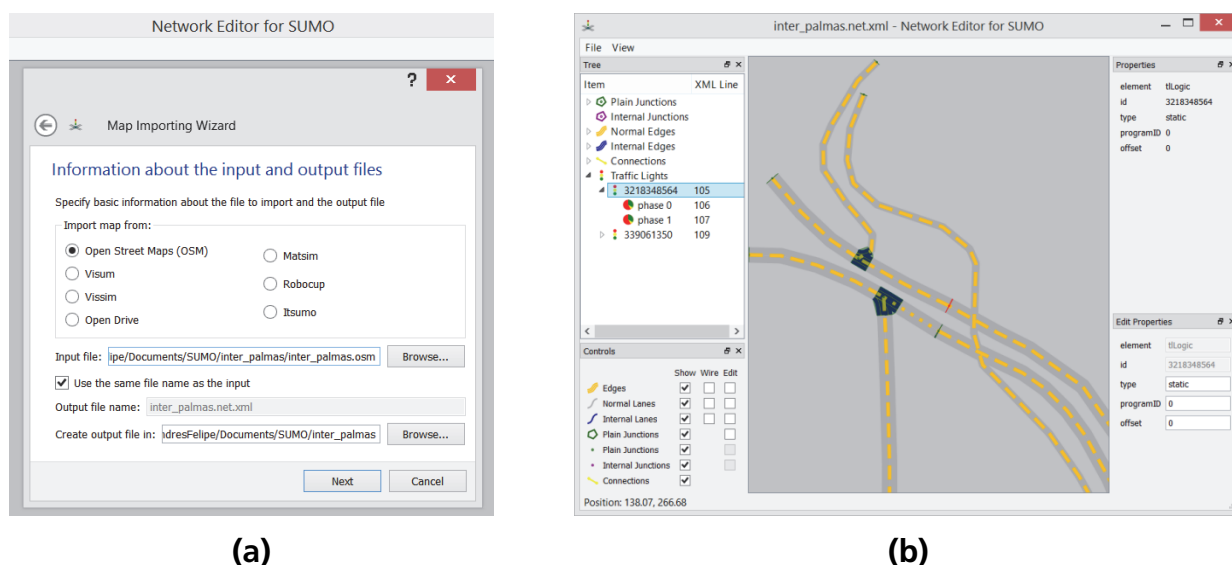 Network Editor for SUMO
?
×
Map Importing Wizard
Information about the input and output files
Specify basic information about the file to import and the output file
Import map from:
Open Street Maps (OSM)
Matsim
Visum
Robocup
Vissim
Itsumo
Open Drive
Input file: ipe/Documents/SUMO/inter_palmas/inter_palmas.osm Browse...
Use the same file name as the input
Output file name: inter_palmas.net.xml
Create output file in: ndresFelipe/Documents/SUMO/inter_palmas Browse...
Next Cancel
(a)
inter_palmas.net.xml - Network Editor for SUMO
File View
Tree
Item XML Line
Plain Junctions
Internal Junctions
Normal Edges
Internal Edges
Connections
Traffic Lights
3218348564 105
phase 0 106
phase 1 107
339061350 109
Controls
Show Wire Edit
Edges
Normal Lanes
Internal Lanes
Plain Junctions
Plain Junctions
Internal Junctions
Connections
Position: 138.07, 266.68
Properties
element tlLogic
id 3218348564
type static
programID 0
offset 0
Edit Properties
element tlLogic
id 3218348564
type static
programID 0
offset 0
(b)